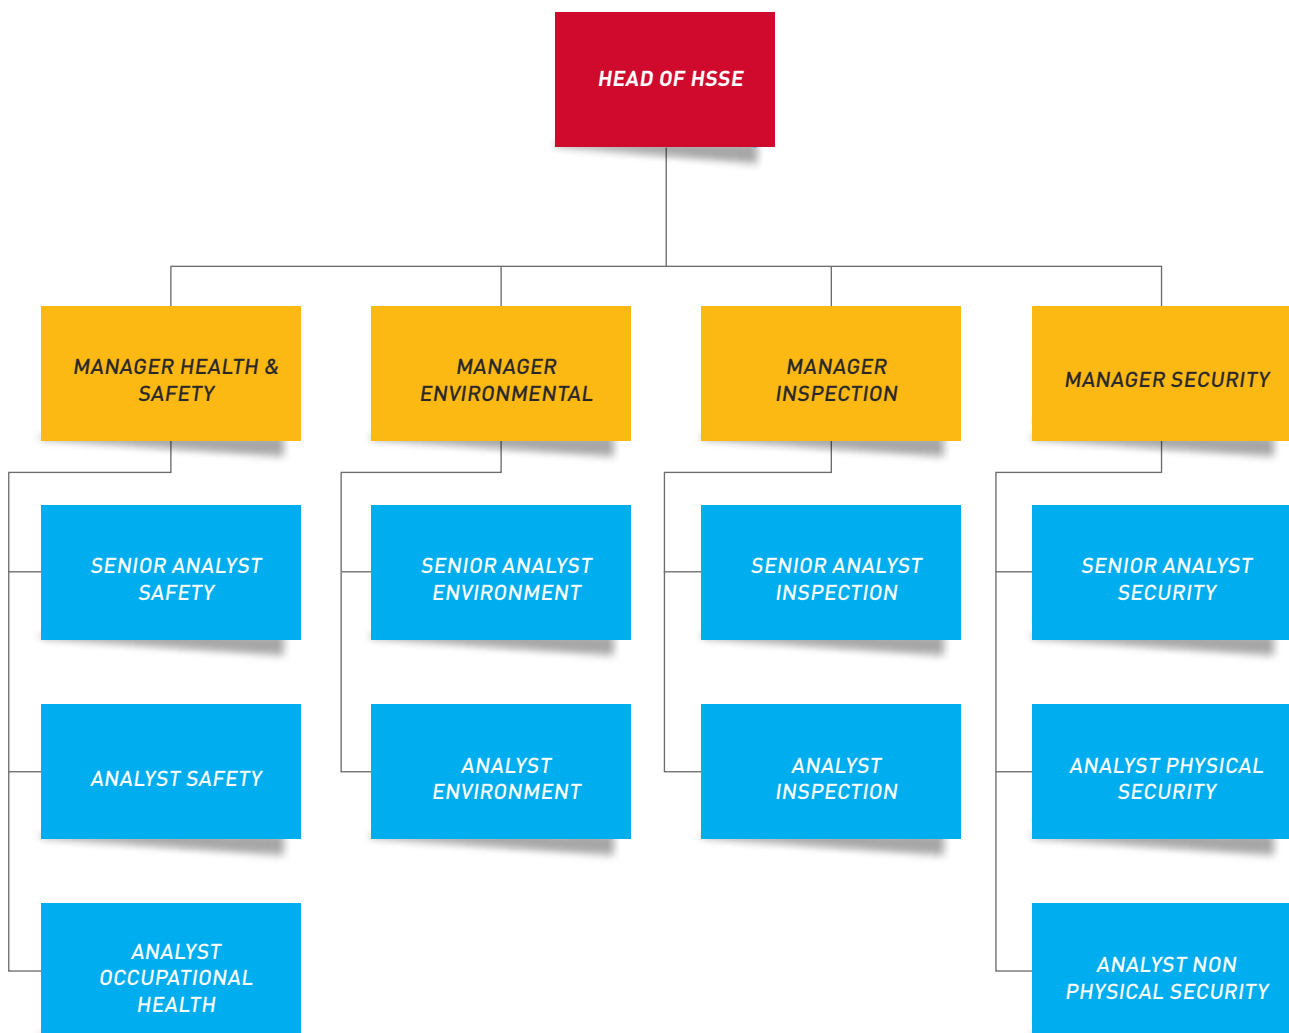 HEAD OF HSSE
MANAGER HEALTH &
SAFETY
MANAGER
ENVIRONMENTAL
MANAGER
INSPECTION
MANAGER SECURITY
SENIOR ANALYST
SAFETY
SENIOR ANALYST
ENVIRONMENT
SENIOR ANALYST
INSPECTION
SENIOR ANALYST
SECURITY
ANALYST SAFETY
ANALYST
ENVIRONMENT
ANALYST
INSPECTION
ANALYST PHYSICAL
SECURITY
ANALYST
OCCUPATIONAL
HEALTH
ANALYST NON
PHYSICAL SECURITY